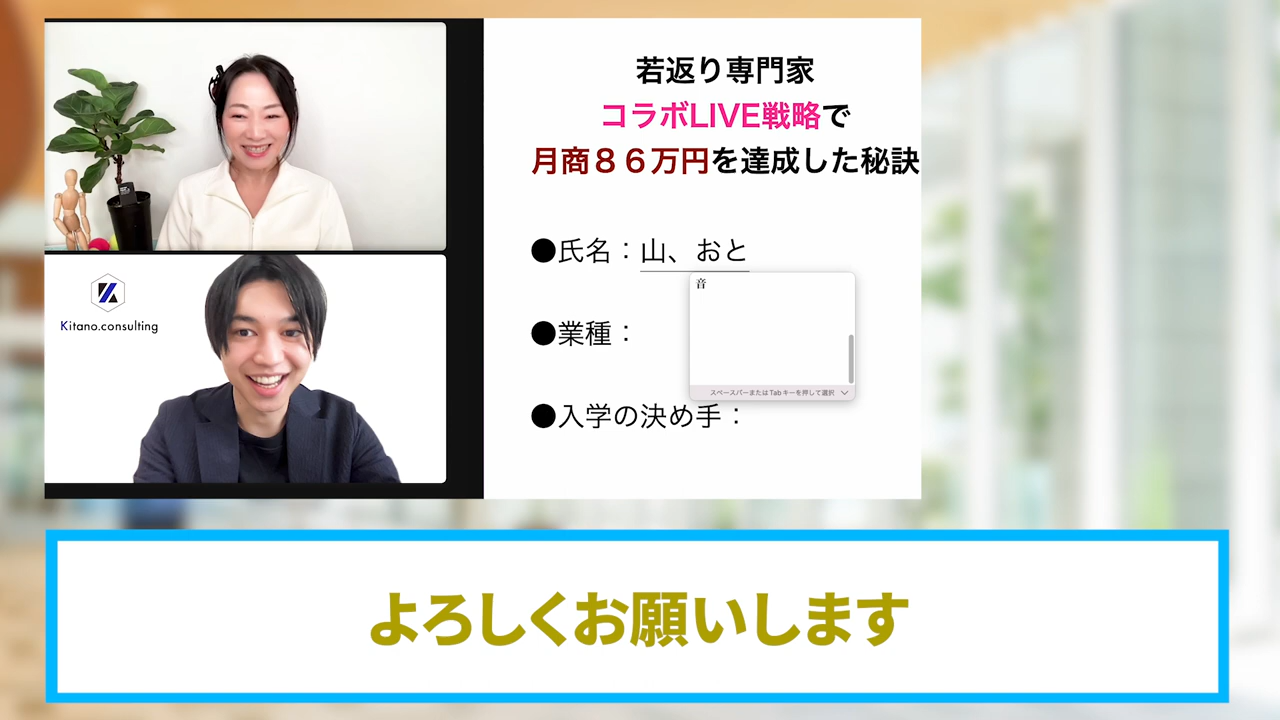 Kitano.consulting
若返り専門家
コラボLIVE戦略で
月商８６万円を達成した秘訣
●氏名：山、おと
音
スペースバーまたはTabキーを押して選択
●業種：
●入学の決め手：
よろしくお願いします